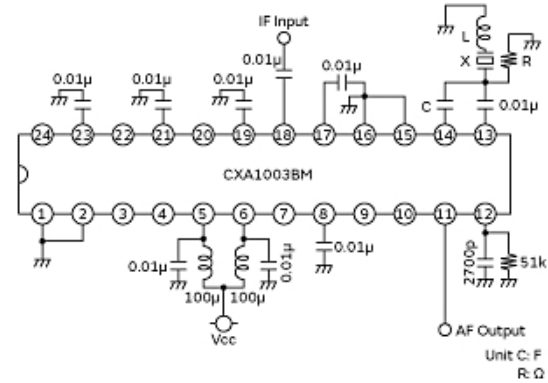 IF Input
L
X
R
0.01µ
0.01µ
0.01µ
0.01µ
0.01µ
C
0.01µ
24 23 22 21 20 19 18 17 16 15 14 13
CXA1003BM
1 2 3 4 5 6 7 8 9 10 11 12
0.01µ
0.01µ
0.01µ
2700p
51k
100µ 100µ
Vcc
AF Output
Unit C: F
R: Ω